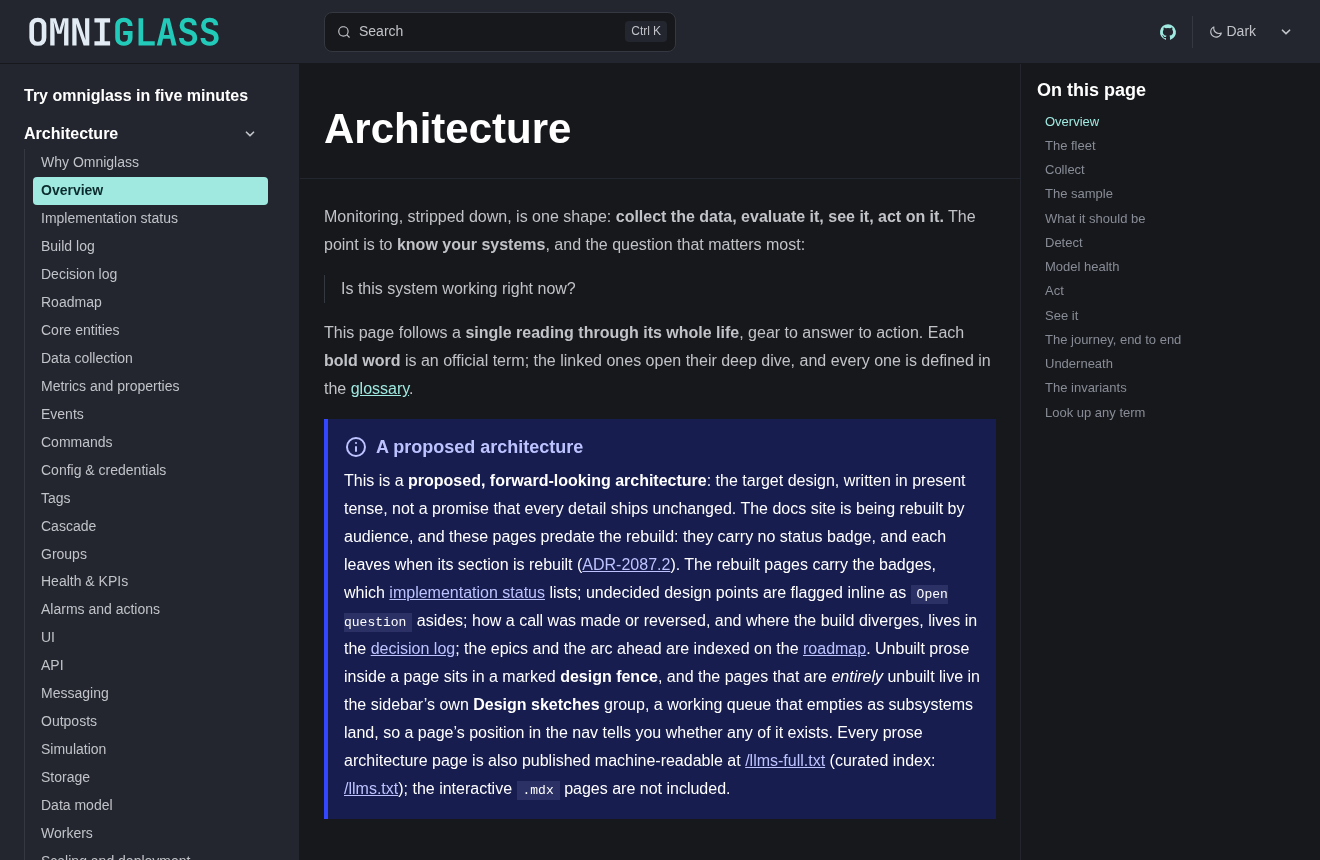 OMNIGLASS
Search
Ctrl K
Dark
Try omniglass in five minutes
Architecture
Why Omniglass
Overview
Implementation status
Build log
Decision log
Roadmap
Core entities
Data collection
Metrics and properties
Events
Commands
Config & credentials
Tags
Cascade
Groups
Health & KPIs
Alarms and actions
UI
API
Messaging
Outposts
Simulation
Storage
Data model
Workers
Scaling and deployment
Architecture
Monitoring, stripped down, is one shape: collect the data, evaluate it, see it, act on it. The
point is to know your systems, and the question that matters most:
Is this system working right now?
This page follows a single reading through its whole life, gear to answer to action. Each
bold word is an official term; the linked ones open their deep dive, and every one is defined in
the glossary.
A proposed architecture
This is a proposed, forward-looking architecture: the target design, written in present
tense, not a promise that every detail ships unchanged. The docs site is being rebuilt by
audience, and these pages predate the rebuild: they carry no status badge, and each
leaves when its section is rebuilt (ADR-2087.2). The rebuilt pages carry the badges,
which implementation status lists; undecided design points are flagged inline as Open
question asides; how a call was made or reversed, and where the build diverges, lives in
the decision log; the epics and the arc ahead are indexed on the roadmap. Unbuilt prose
inside a page sits in a marked design fence, and the pages that are entirely unbuilt live in
the sidebar’s own Design sketches group, a working queue that empties as subsystems
land, so a page’s position in the nav tells you whether any of it exists. Every prose
architecture page is also published machine-readable at /llms-full.txt (curated index:
/llms.txt); the interactive .mdx pages are not included.
On this page
Overview
The fleet
Collect
The sample
What it should be
Detect
Model health
Act
See it
The journey, end to end
Underneath
The invariants
Look up any term